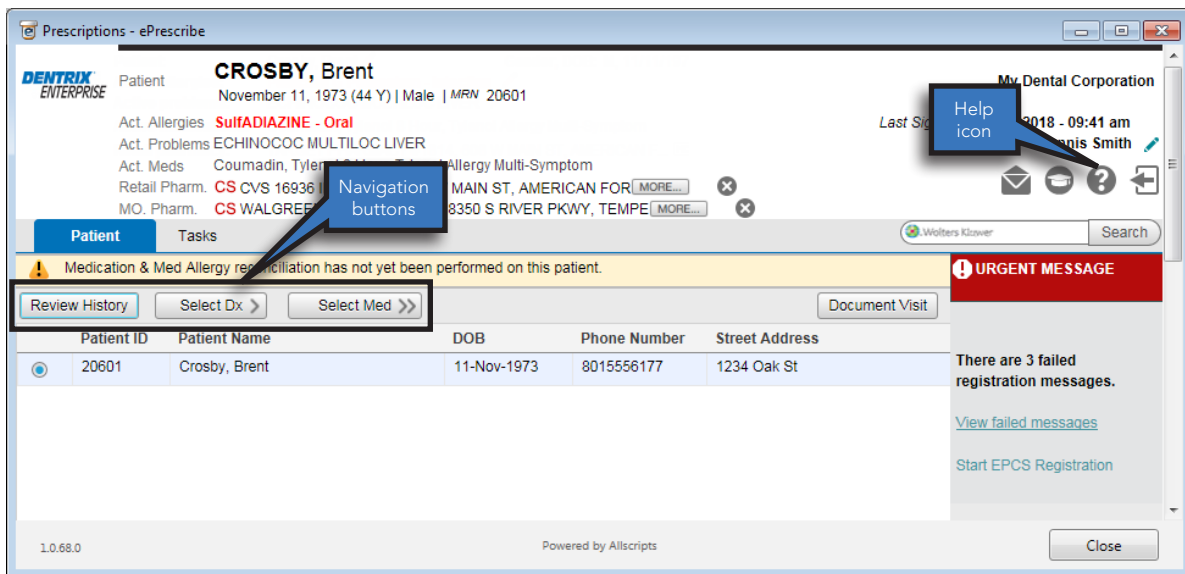 Prescriptions - ePrescribe
DENTRIX
ENTERPRISE
Patient CROSBY, Brent
November 11, 1973 (44 Y) | Male | MRN 20601
My Dental Corporation
Act. Allergies SulfADIAZINE - Oral
Last 2018 - 09:41 am
Act. Problems ECHINOCOC MULTILOC LIVER
Smith
Act. Meds Coumadin, Allergy Multi-Symptom
Retail Pharm. CS CVS 16936 MAIN ST, AMERICAN FOR MORE...
MO. Pharm. CS 8350 S RIVER PKWY, TEMPE MORE...
Help
icon
Navigation
buttons
Patient Tasks
Wolters Kluwer Search
Medication & Med Allergy reconciliation has not yet been performed on this patient.
URGENT MESSAGE
Review History Select Dx > Select Med >> Document Visit
Patient ID Patient Name DOB Phone Number Street Address
20601 Crosby, Brent 11-Nov-1973 8015556177 1234 Oak St
There are 3 failed
registration messages.
View failed messages
Start EPCS Registration
1.0.68.0 Powered by Allscripts Close